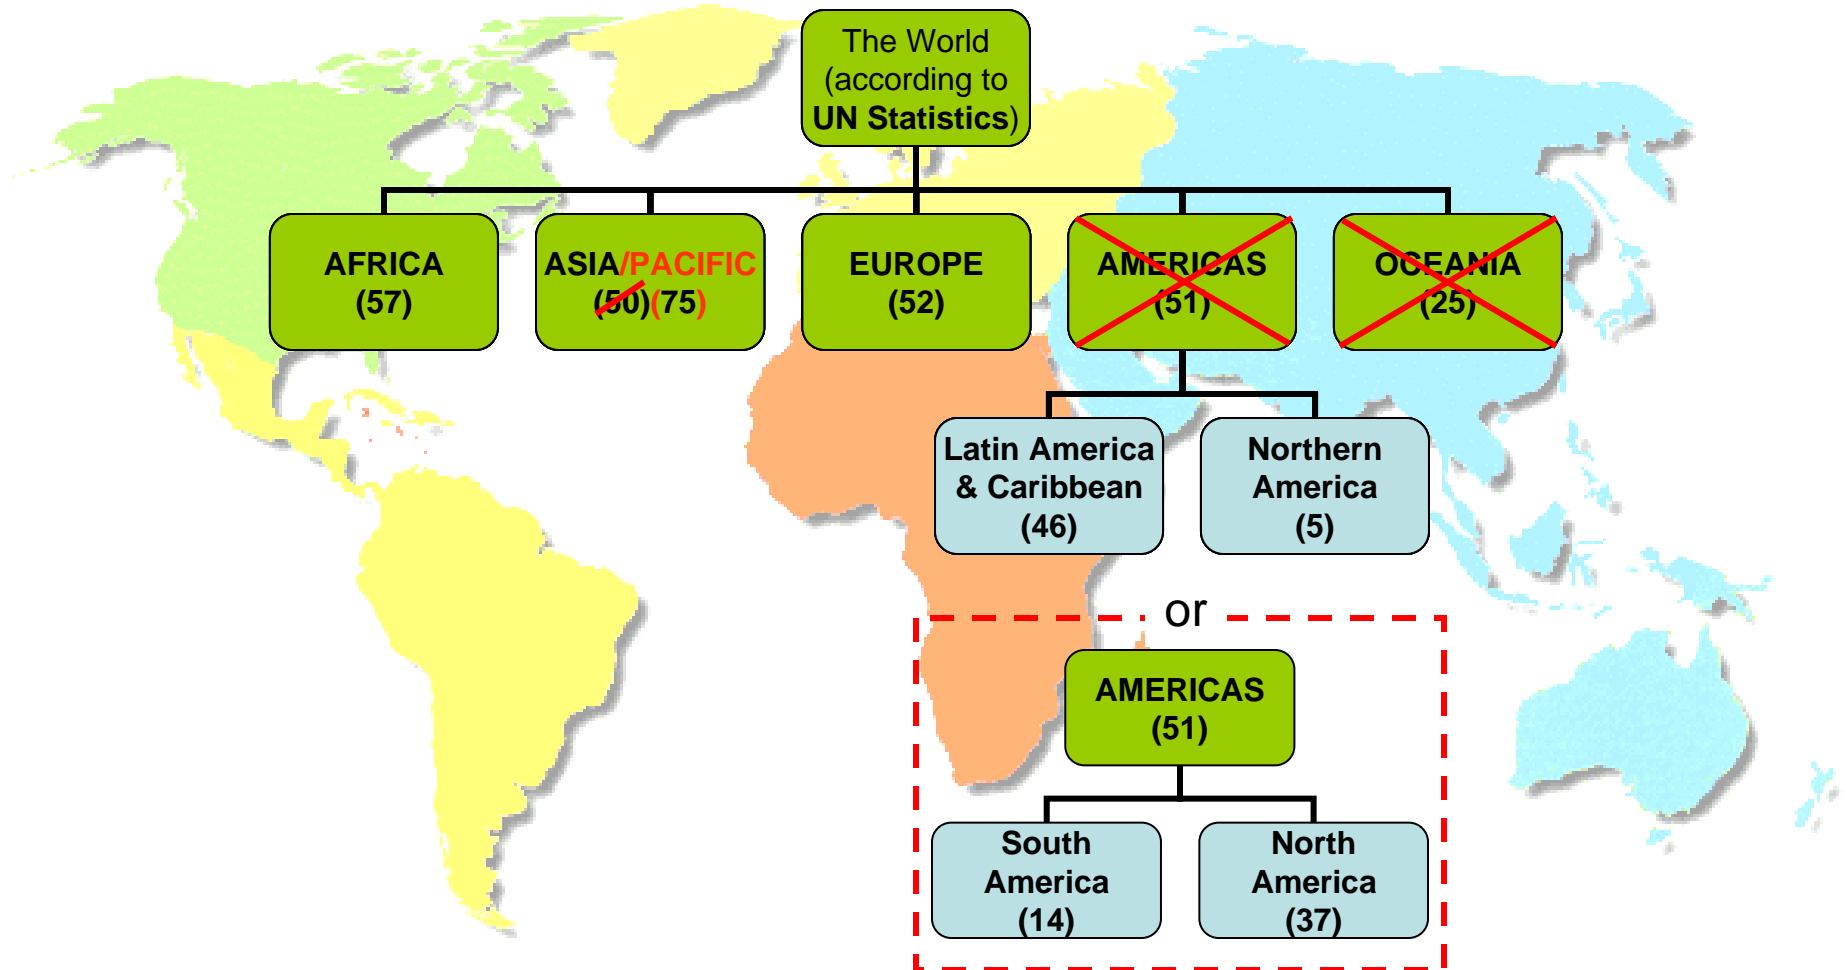 The World
(according to
UN Statistics)
AFRICA
(57)
ASIA/PACIFIC
(50)(75)
EUROPE
(52)
AMERICAS
(51)
OCEANIA
(25)
Latin America
& Caribbean
(46)
Northern
America
(5)
or
AMERICAS
(51)
South
America
(14)
North
America
(37)